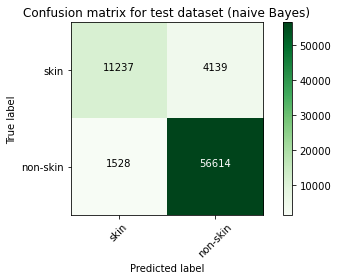 Confusion matrix for test dataset (naive Bayes)
skin 11237 4139
non-skin 1528 56614
skin non-skin
True label
Predicted label
50000
40000
30000
20000
10000